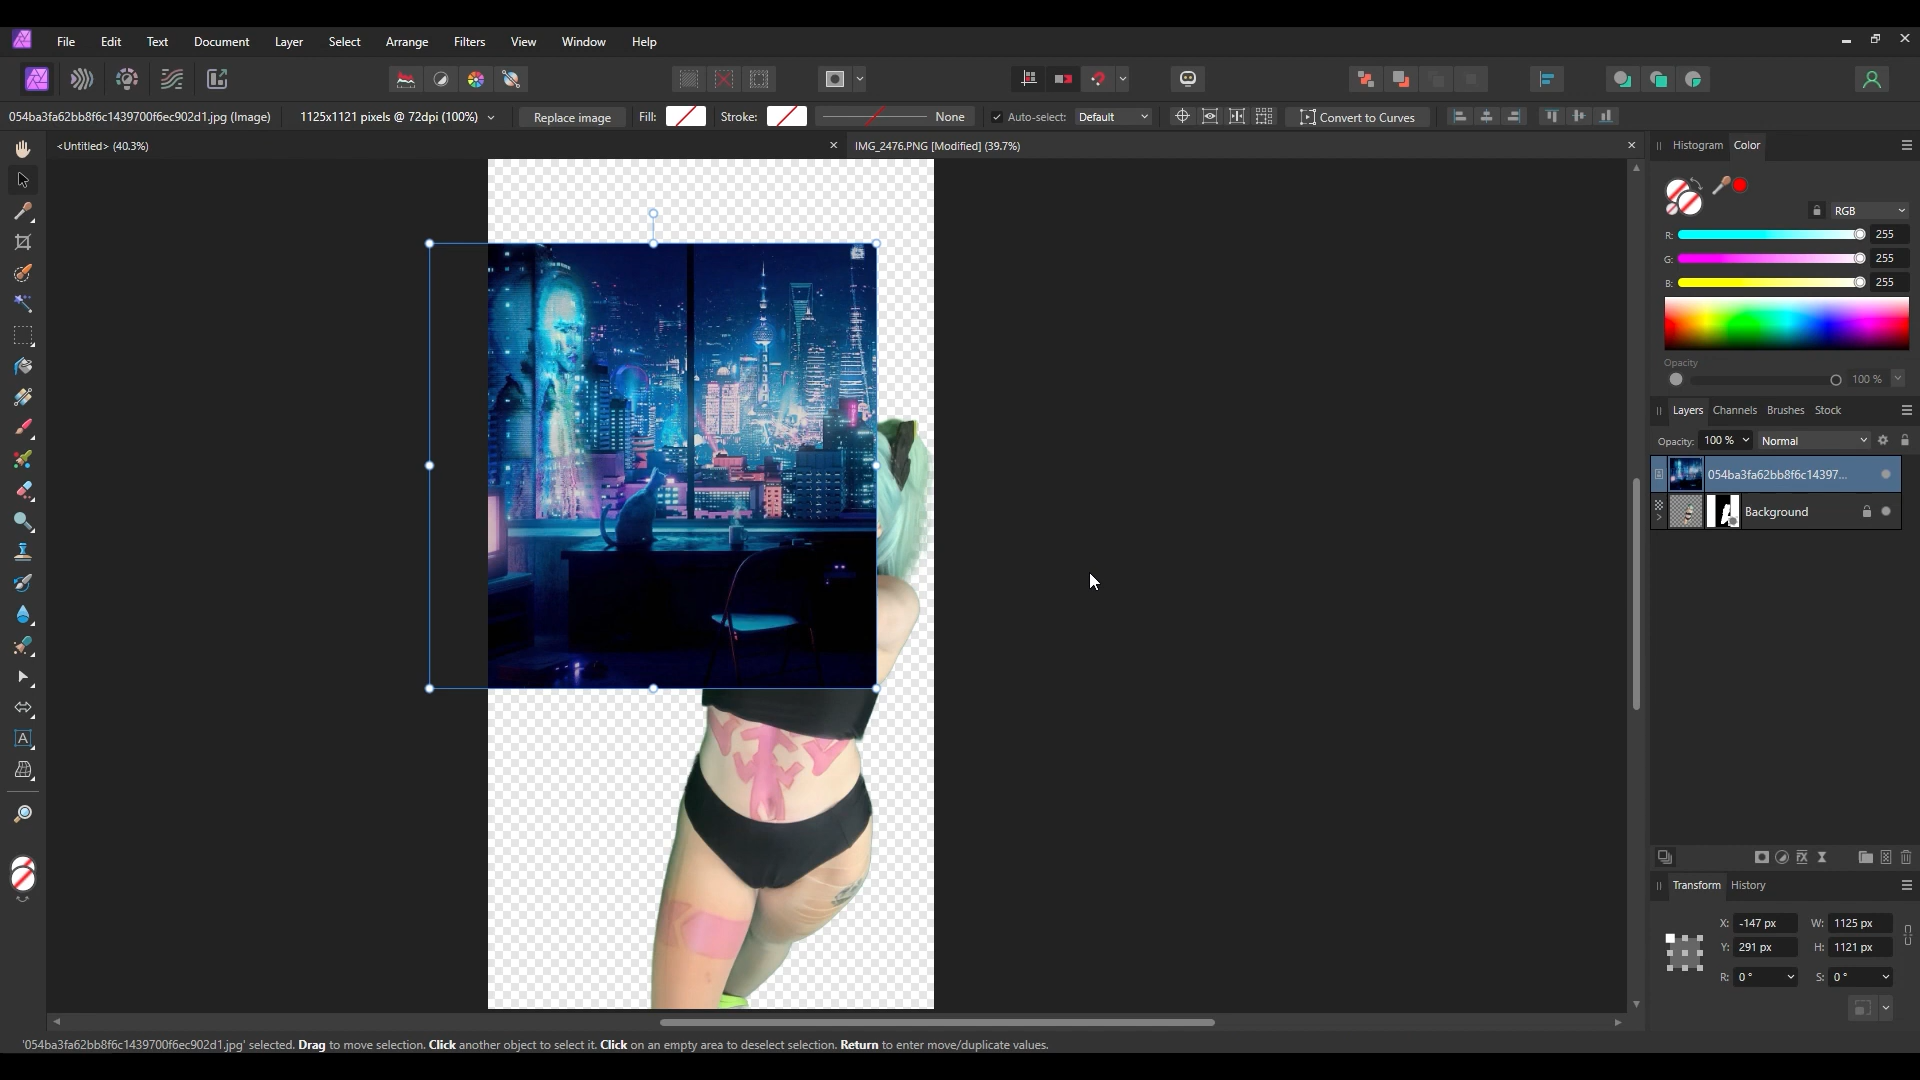 File Edit Text Document Layer Select Arrange Filters View Window Help
054ba3fa62bb8f6c1439700f6ec902d1.jpg (Image) 1125x1121 pixels @ 72dpi (100%) Replace image Fill: Stroke: None Auto-select: Default Convert to Curves
<Untitled> (40.3%) IMG_2476.PNG [Modified] (39.7%)
Histogram Color
RGB
R: 255
G: 255
B: 255
Opacity
100 %
Layers Channels Brushes Stock
Opacity: 100 % Normal
054ba3fa62bb8f6c14397...
Background
Transform History
X: -147 px W: 1125 px
Y: 291 px H: 1121 px
R: 0 ° S: 0 °
'054ba3fa62bb8f6c1439700f6ec902d1.jpg' selected. Drag to move selection. Click another object to select it. Click on an empty area to deselect selection. Return to enter move/duplicate values.